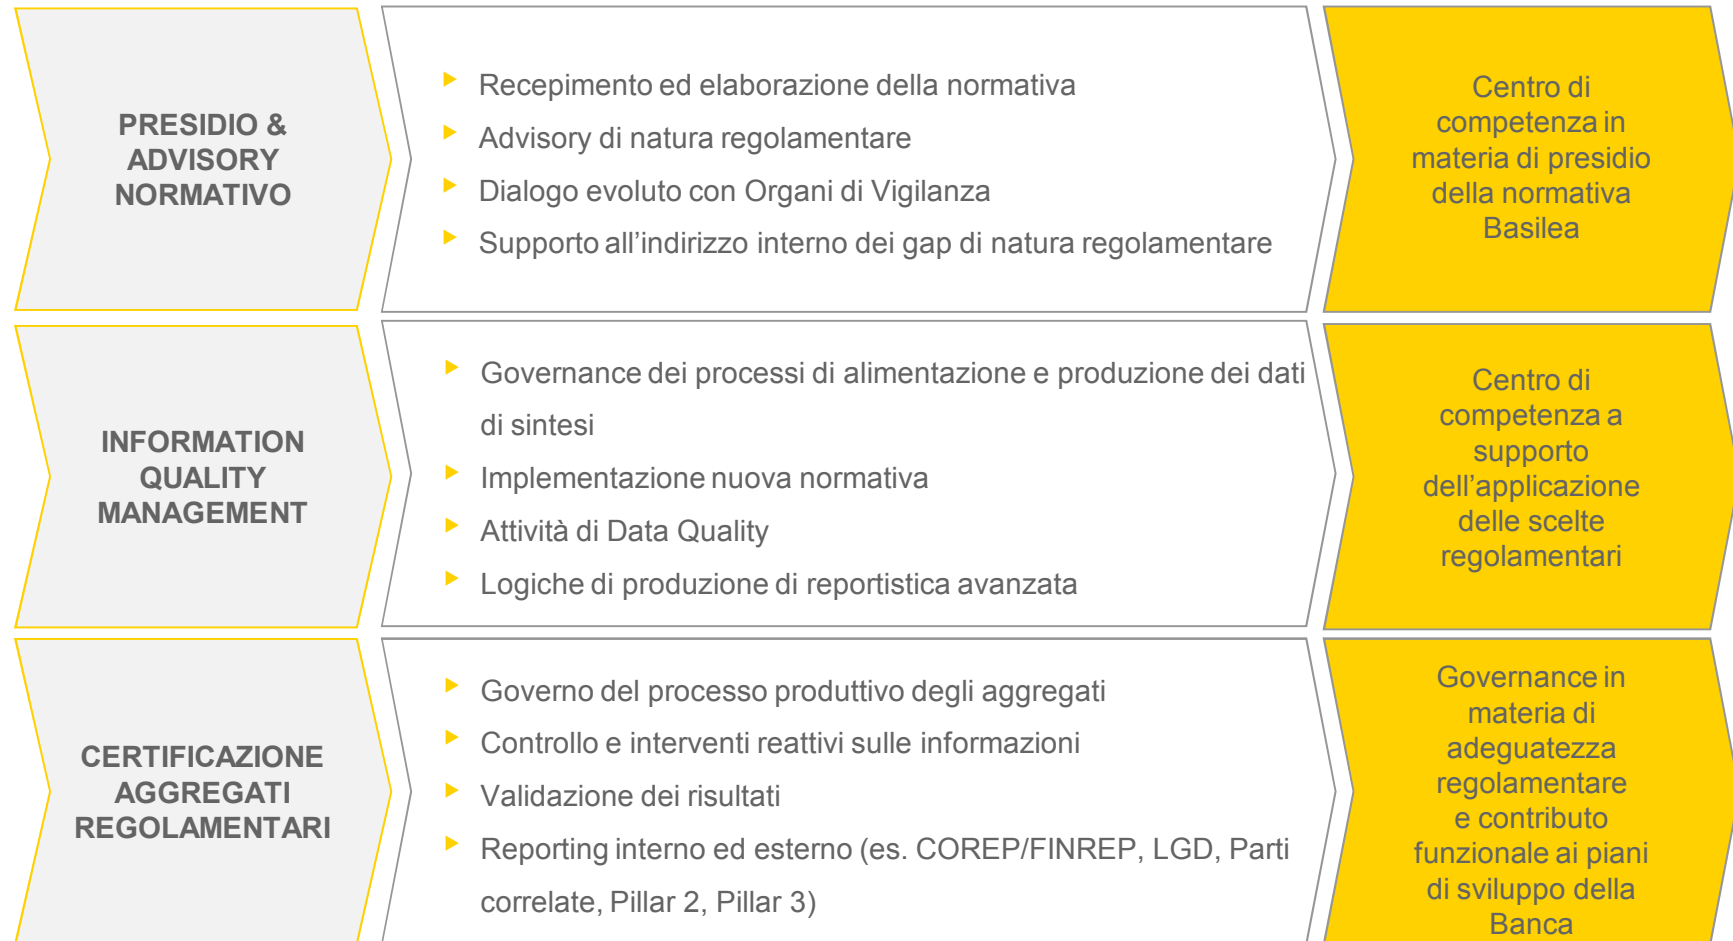 PRESIDIO &
ADVISORY
NORMATIVO
Recepimento ed elaborazione della normativa
Advisory di natura regolamentare
Dialogo evoluto con Organi di Vigilanza
Supporto all’indirizzo interno dei gap di natura regolamentare
Centro di
competenza in
materia di presidio
della normativa
Basilea
INFORMATION
QUALITY
MANAGEMENT
Governance dei processi di alimentazione e produzione dei dati
di sintesi
Implementazione nuova normativa
Attività di Data Quality
Logiche di produzione di reportistica avanzata
Centro di
competenza a
supporto
dell’applicazione
delle scelte
regolamentari
CERTIFICAZIONE
AGGREGATI
REGOLAMENTARI
Governo del processo produttivo degli aggregati
Controllo e interventi reattivi sulle informazioni
Validazione dei risultati
Reporting interno ed esterno (es. COREP/FINREP, LGD, Parti
correlate, Pillar 2, Pillar 3)
Governance in
materia di
adeguatezza
regolamentare
e contributo
funzionale ai piani
di sviluppo della
Banca